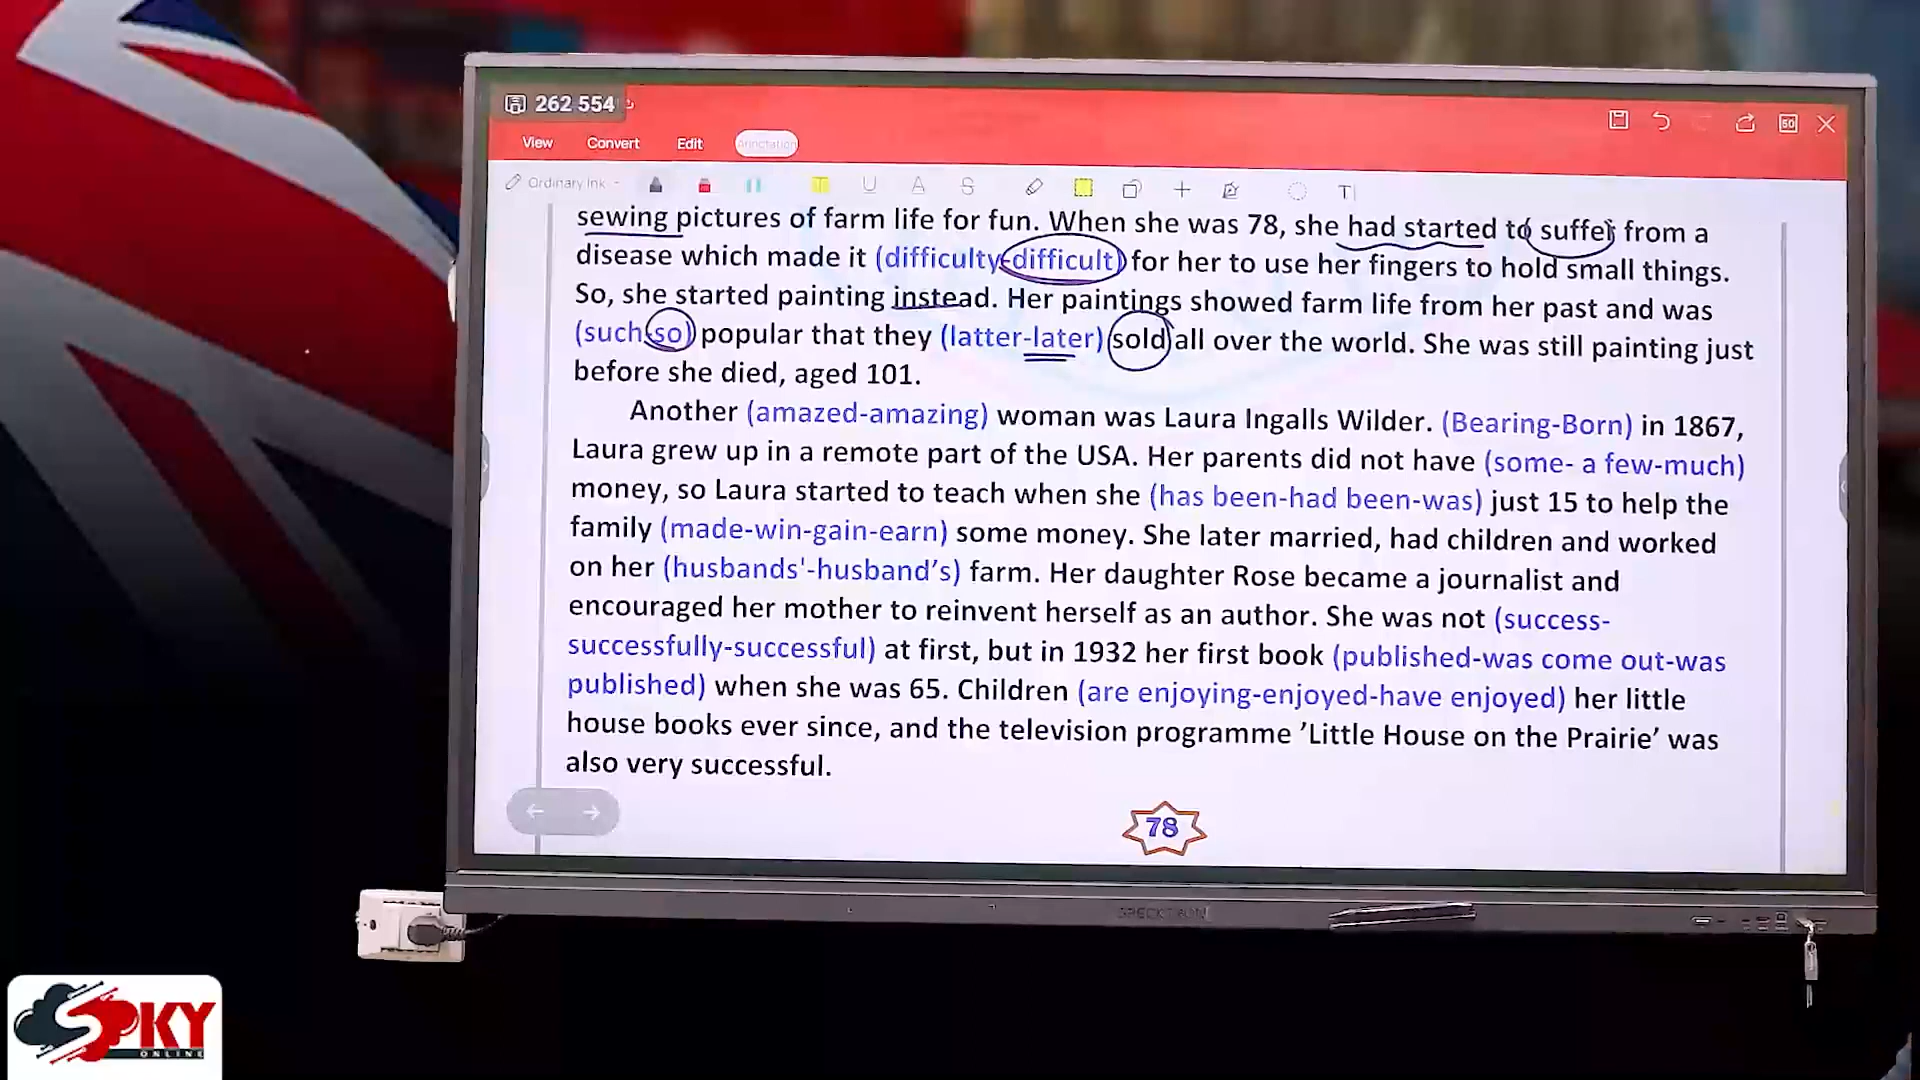 262 554
View Convert Edit Annotation
Ordinary Ink
sewing pictures of farm life for fun. When she was 78, she had started to suffer from a
disease which made it (difficulty-difficult) for her to use her fingers to hold small things.
So, she started painting instead. Her paintings showed farm life from her past and was
(such-so) popular that they (latter-later) sold all over the world. She was still painting just
before she died, aged 101.
Another (amazed-amazing) woman was Laura Ingalls Wilder. (Bearing-Born) in 1867,
Laura grew up in a remote part of the USA. Her parents did not have (some- a few-much)
money, so Laura started to teach when she (has been-had been-was) just 15 to help the
family (made-win-gain-earn) some money. She later married, had children and worked
on her (husbands'-husband’s) farm. Her daughter Rose became a journalist and
encouraged her mother to reinvent herself as an author. She was not (success-
successfully-successful) at first, but in 1932 her first book (published-was come out-was
published) when she was 65. Children (are enjoying-enjoyed-have enjoyed) her little
house books ever since, and the television programme ’Little House on the Prairie’ was
also very successful.
78
SPECKTRON
SPKY
ONLINE